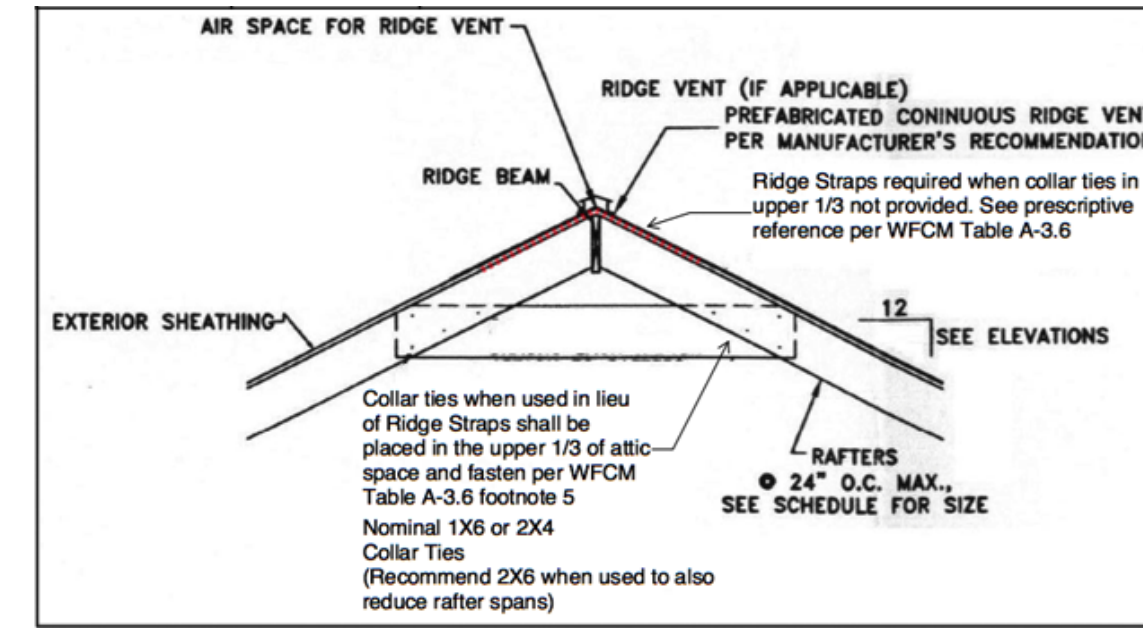 AIR SPACE FOR RIDGE VENT
RIDGE VENT (IF APPLICABLE)
PREFABRICATED CONINUOUS RIDGE VEN
PER MANUFACTURER'S RECOMMENDATION
RIDGE BEAM
Ridge Straps required when collar ties in
upper 1/3 not provided. See prescriptive
reference per WFCM Table A-3.6
12
SEE ELEVATIONS
EXTERIOR SHEATHING
Collar ties when used in lieu
of Ridge Straps shall be
placed in the upper 1/3 of attic
space and fasten per WFCM
Table A-3.6 footnote 5
Nominal 1X6 or 2X4
Collar Ties
(Recommend 2X6 when used to also
reduce rafter spans)
RAFTERS
@ 24" O.C. MAX.,
SEE SCHEDULE FOR SIZE